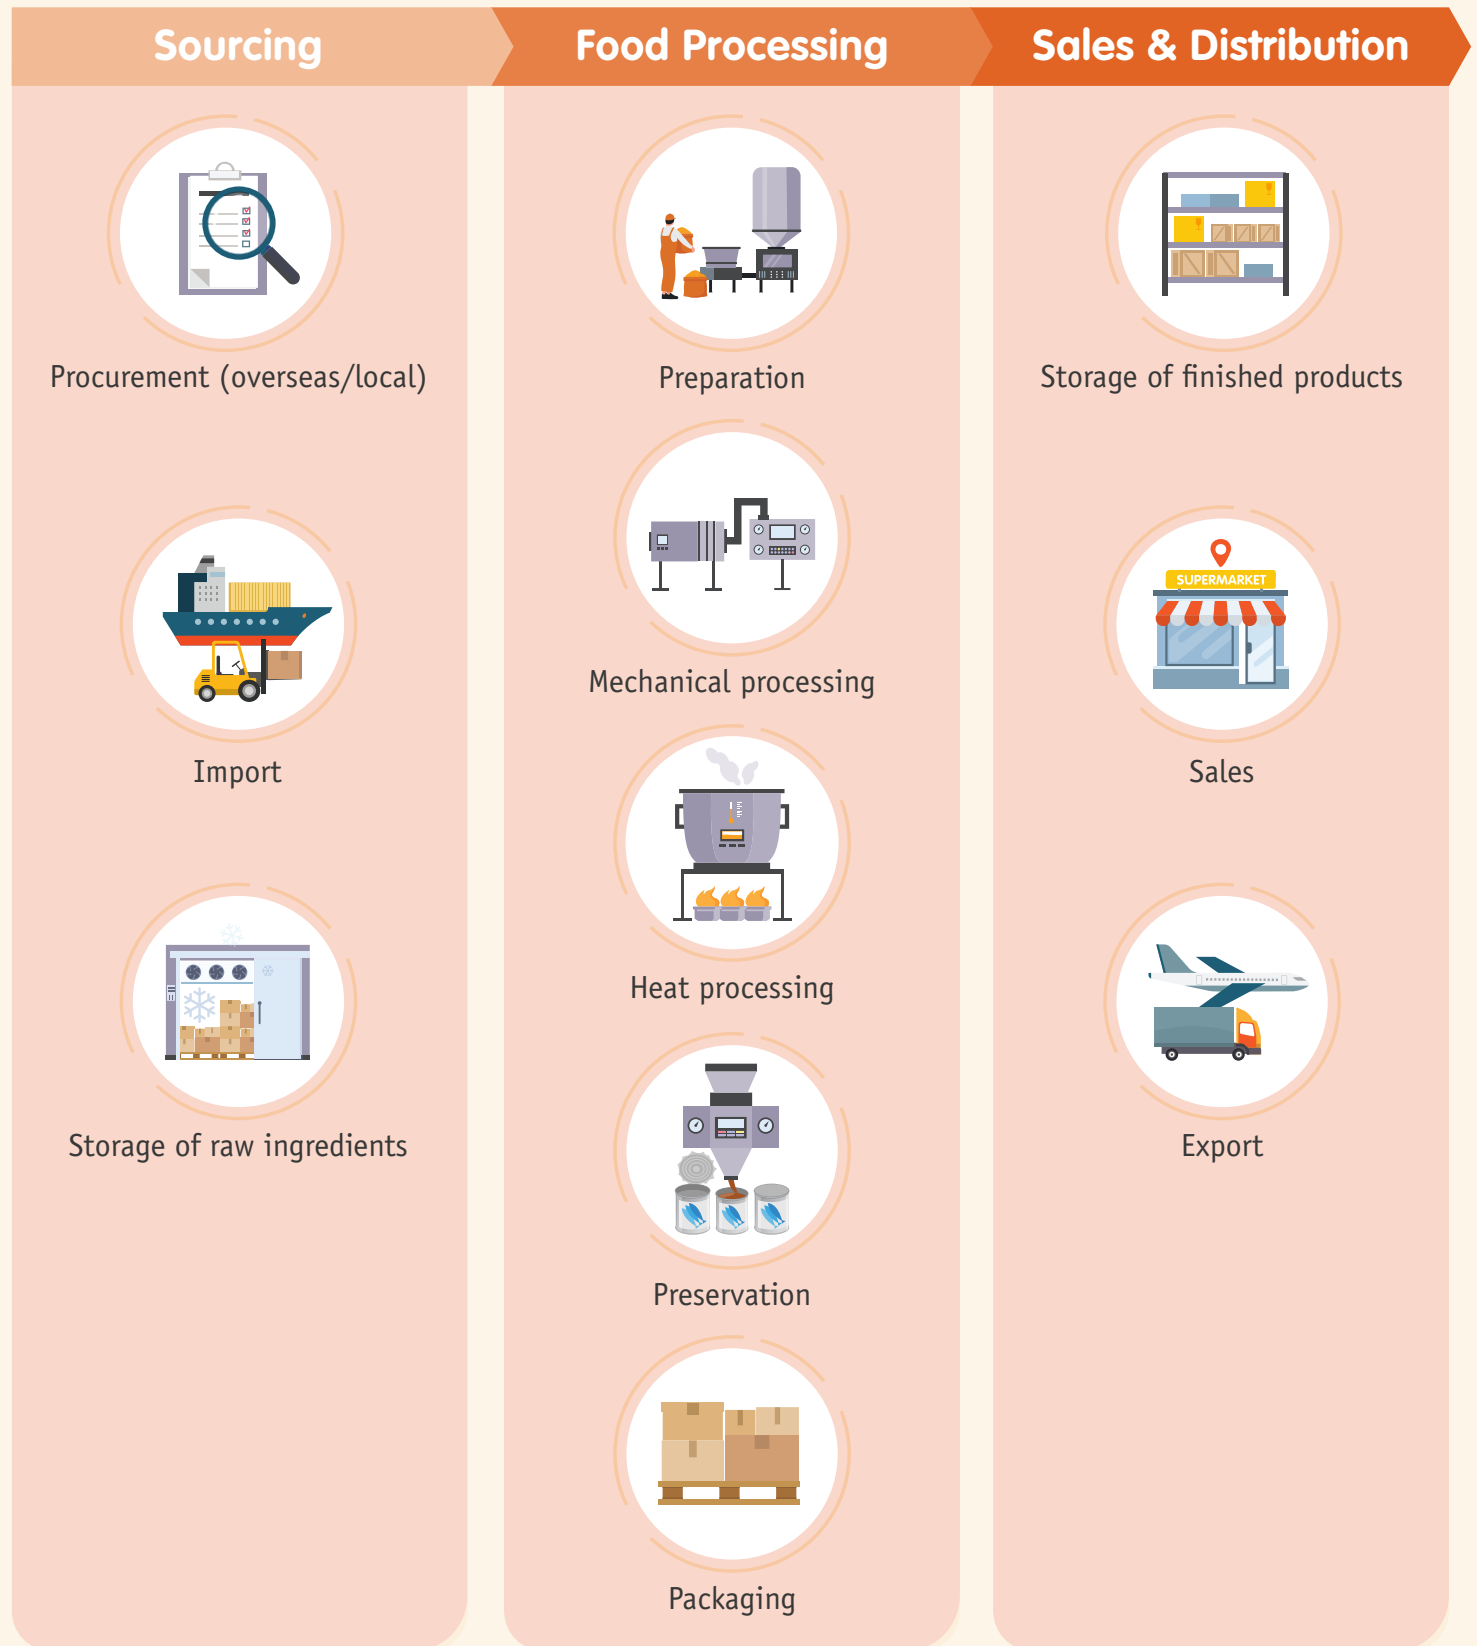 Sourcing
Procurement (overseas/local)
Import
Storage of raw ingredients
Food Processing
Preparation
Mechanical processing
Heat processing
Preservation
Packaging
Sales & Distribution
Storage of finished products
SUPERMARKET
Sales
Export